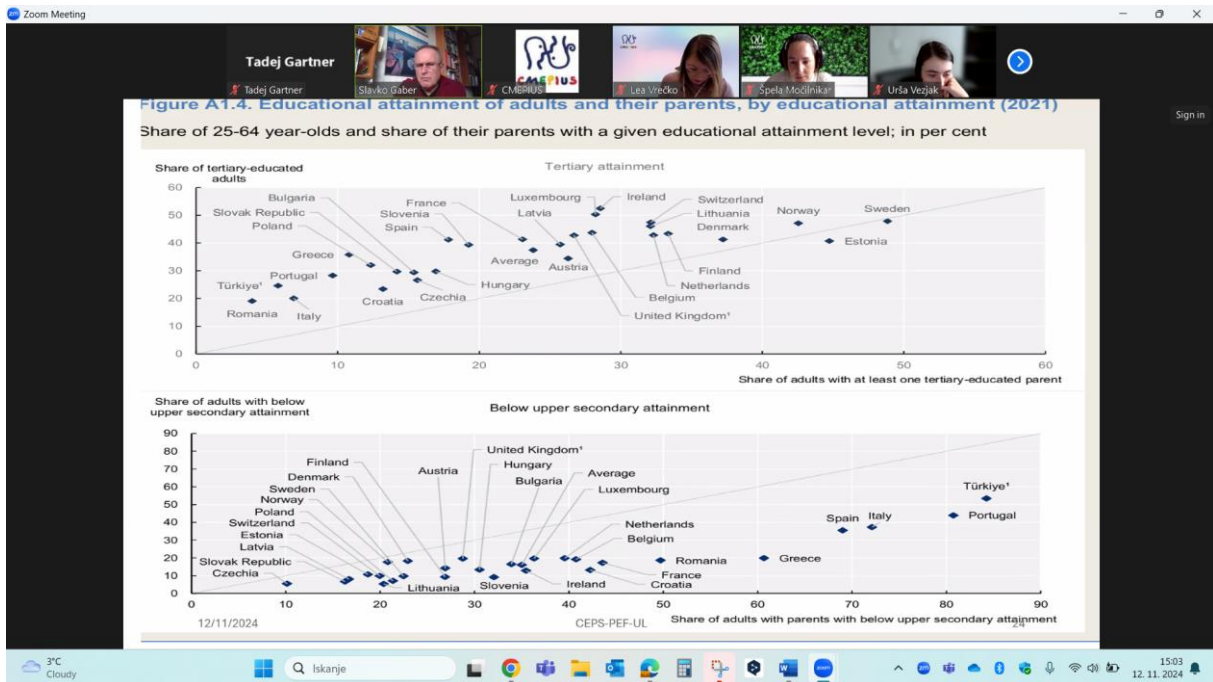 Zoom Meeting
Tadej Gartner
Tadej Gartner
Slavko Gaber
CMEPIUS
CMEPIUS
Lea Vrečko
Špela Močilnikar
Urša Vezjak
Sign in
Figure A1.4. Educational attainment of adults and their parents, by educational attainment (2021)
Share of 25-64 year-olds and share of their parents with a given educational attainment level; in per cent
Share of tertiary-educated
adults
Tertiary attainment
60
50
40
30
20
10
0
Bulgaria
Slovak Republic
Poland
Greece
Portugal
Türkiye¹
Romania
Italy
France
Slovenia
Spain
Croatia
Czechia
Hungary
Luxembourg
Latvia
Average
Austria
Ireland
Switzerland
Lithuania
Denmark
Finland
Netherlands
Belgium
United Kingdom¹
Norway
Sweden
Estonia
0 10 20 30 40 50 60
Share of adults with at least one tertiary-educated parent
Share of adults with below
upper secondary attainment
Below upper secondary attainment
90
80
70
60
50
40
30
20
10
0
Finland
Denmark
Sweden
Norway
Poland
Switzerland
Estonia
Latvia
Slovak Republic
Czechia
Lithuania
Austria
United Kingdom¹
Hungary
Bulgaria
Average
Luxembourg
Slovenia
Netherlands
Belgium
Ireland
France
Croatia
Romania
Greece
Spain
Italy
Türkiye¹
Portugal
0 10 20 30 40 50 60 70 80 90
Share of adults with parents with below upper secondary attainment
12/11/2024
CEPS-PEF-UL
24
3°C
Cloudy
Iskanje
15:03
12. 11. 2024